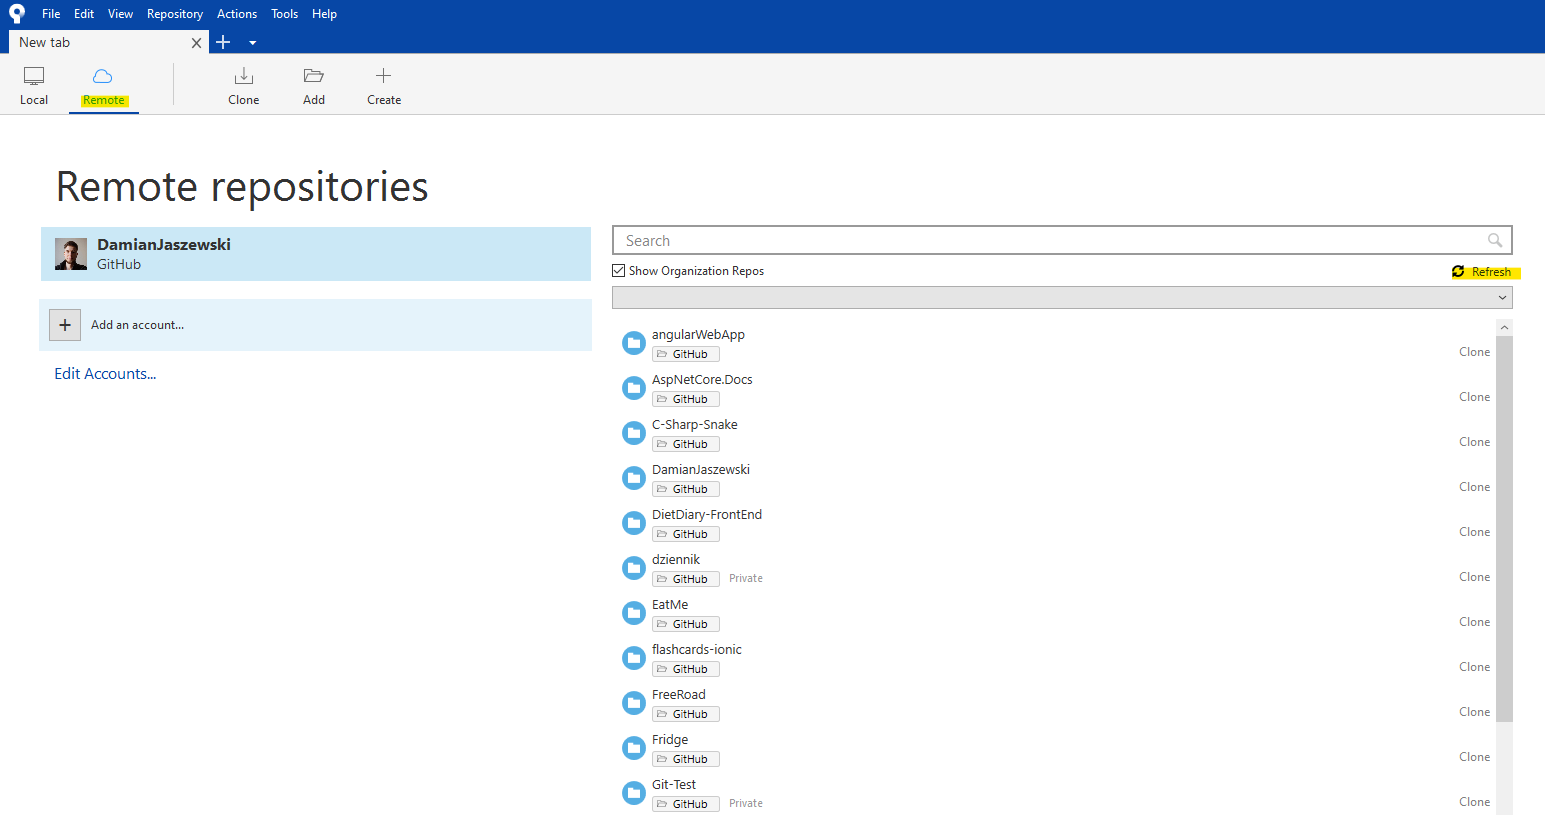 File Edit View Repository Actions Tools Help
New tab
Local Remote Clone Add Create
Remote repositories
DamianJaszewski
GitHub
Add an account...
Edit Accounts...
Search
Show Organization Repos Refresh
angularWebApp
GitHub Clone
AspNetCore.Docs
GitHub Clone
C-Sharp-Snake
GitHub Clone
DamianJaszewski
GitHub Clone
DietDiary-FrontEnd
GitHub Clone
dziennik
GitHub Private Clone
EatMe
GitHub Clone
flashcards-ionic
GitHub Clone
FreeRoad
GitHub Clone
Fridge
GitHub Clone
Git-Test
GitHub Private Clone